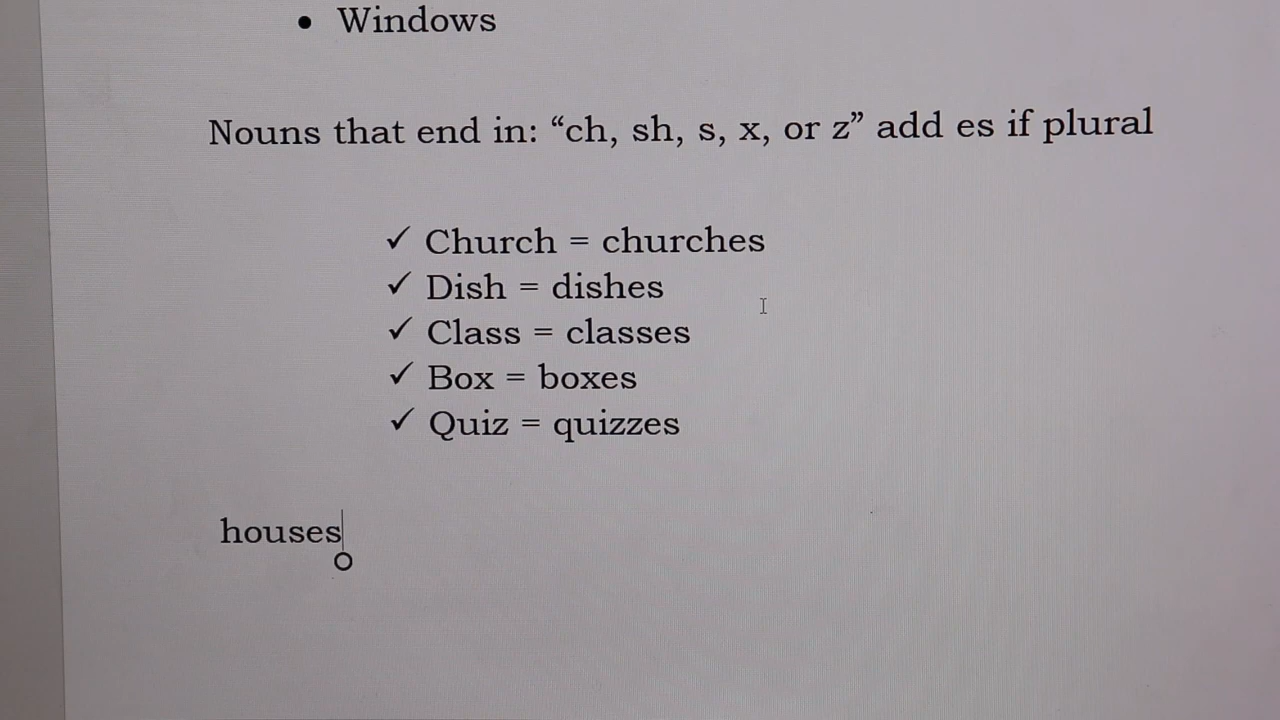 • Windows
Nouns that end in: “ch, sh, s, x, or z” add es if plural
✓ Church = churches
✓ Dish = dishes
✓ Class = classes
✓ Box = boxes
✓ Quiz = quizzes
houses